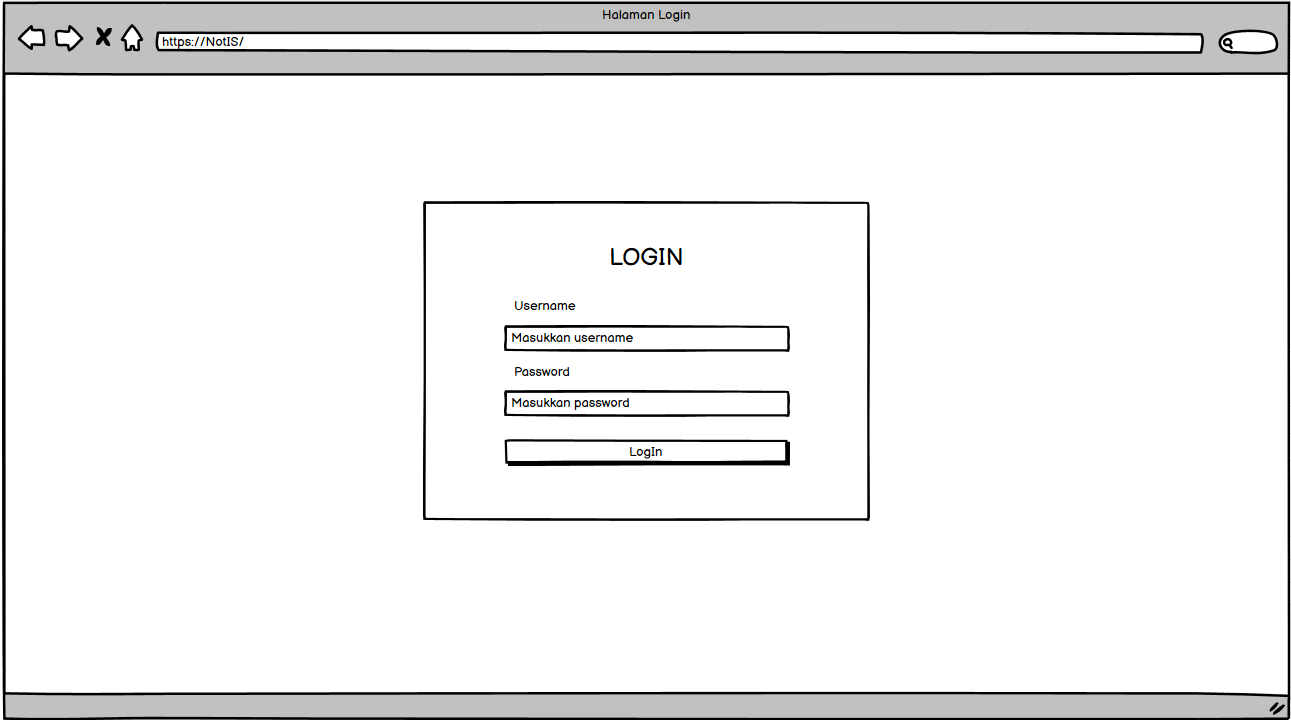 Halaman Login
https://NotIS/
LOGIN
Username
Masukkan username
Password
Masukkan password
LogIn